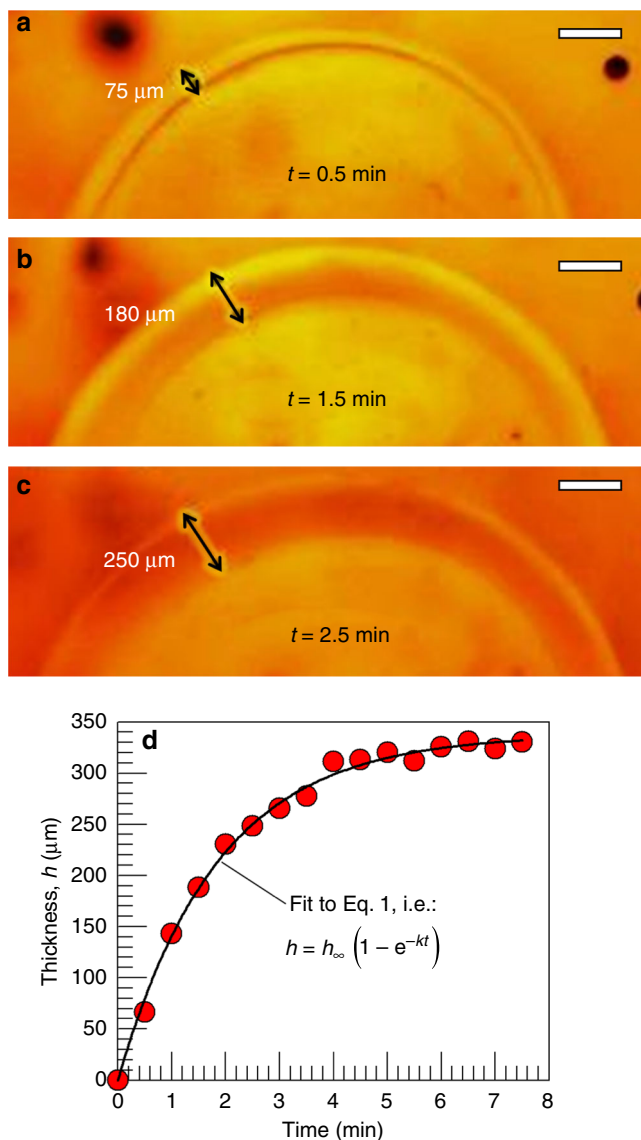 a
75 μm
t = 0.5 min
b
180 μm
t = 1.5 min
c
250 μm
t = 2.5 min
d
350
300
250
200
150
100
50
0
Thickness, h (μm)
Fit to Eq. 1, i.e.:
h = h∞ (1 – e–kt)
0 1 2 3 4 5 6 7 8
Time (min)